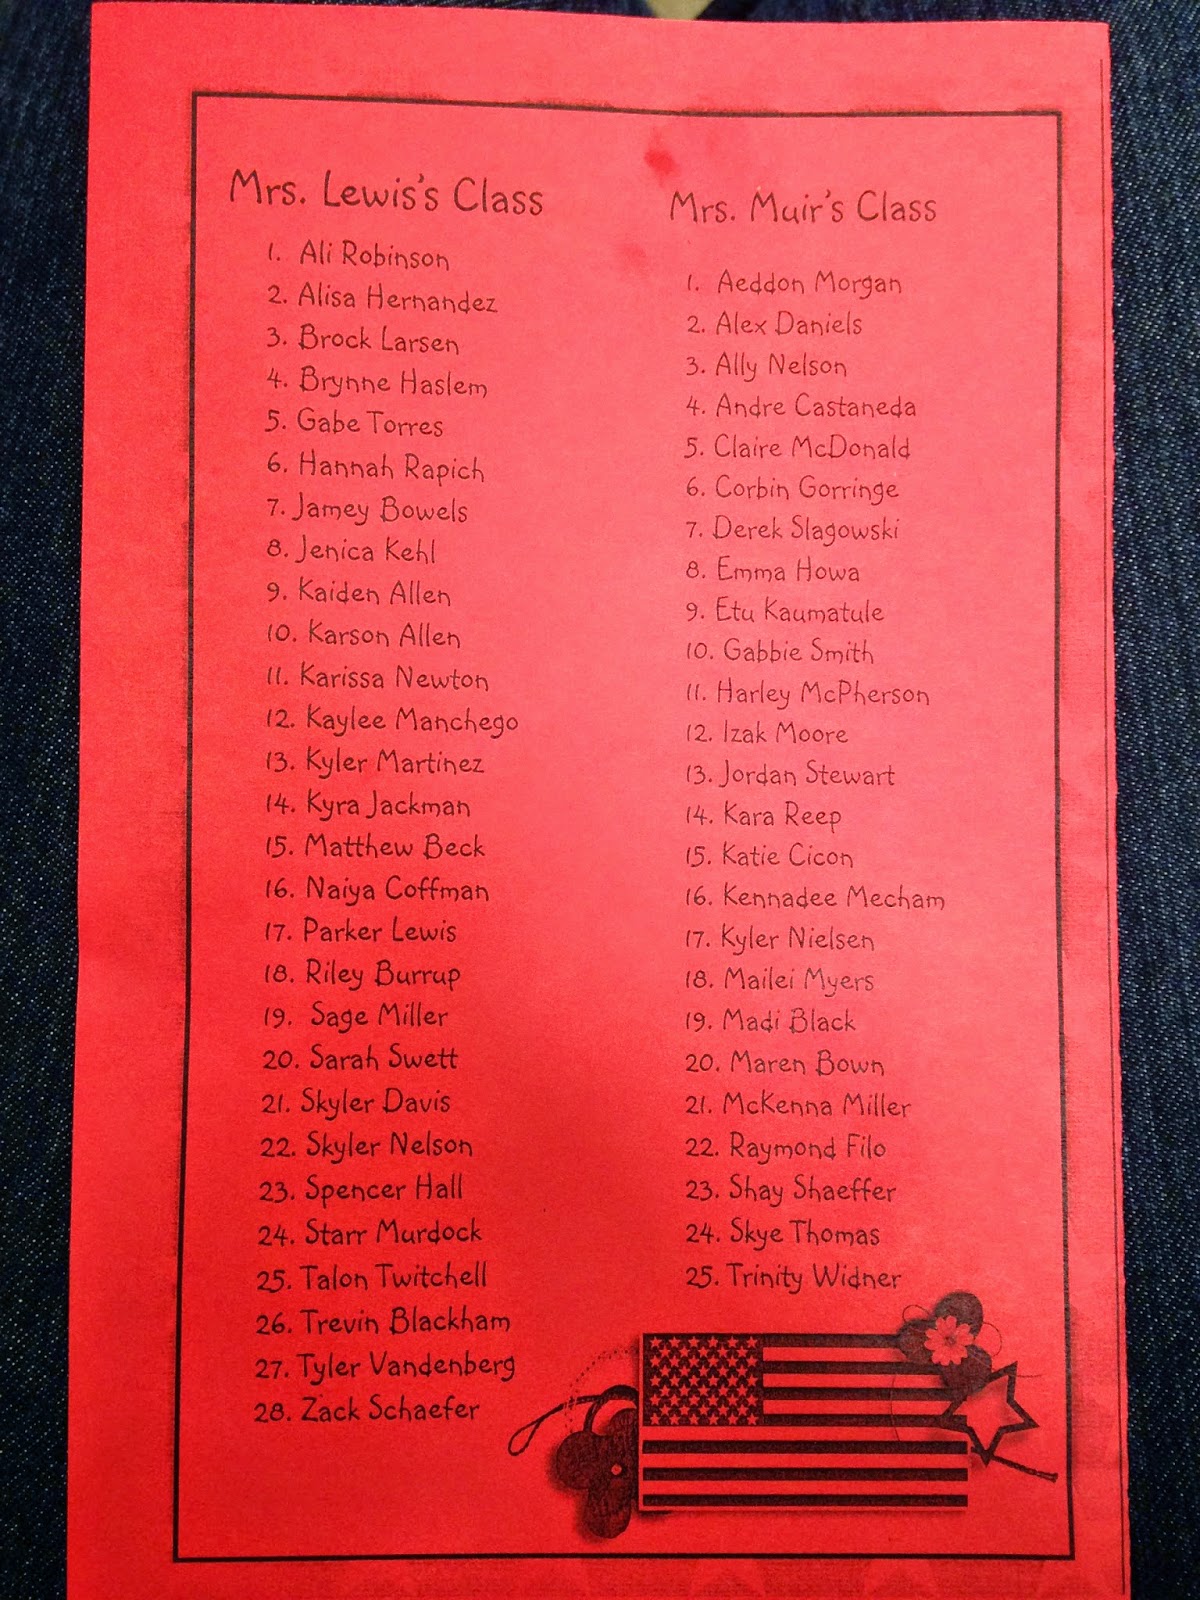 Mrs. Lewis's Class
1. Ali Robinson
2. Alisa Hernandez
3. Brock Larsen
4. Brynne Haslem
5. Gabe Torres
6. Hannah Rapich
7. Jamey Bowels
8. Jenica Kehl
9. Kaiden Allen
10. Karson Allen
11. Karissa Newton
12. Kaylee Manchego
13. Kyler Martinez
14. Kyra Jackman
15. Matthew Beck
16. Naiya Coffman
17. Parker Lewis
18. Riley Burrup
19. Sage Miller
20. Sarah Swett
21. Skyler Davis
22. Skyler Nelson
23. Spencer Hall
24. Starr Murdock
25. Talon Twitchell
26. Trevin Blackham
27. Tyler Vandenberg
28. Zack Schaefer
Mrs. Muir's Class
1. Aeddon Morgan
2. Alex Daniels
3. Ally Nelson
4. Andre Castaneda
5. Claire McDonald
6. Corbin Gorringe
7. Derek Slagowski
8. Emma Howa
9. Etu Kaumatule
10. Gabbie Smith
11. Harley McPherson
12. Izak Moore
13. Jordan Stewart
14. Kara Reep
15. Katie Cicon
16. Kennadee Mecham
17. Kyler Nielsen
18. Mailei Myers
19. Madi Black
20. Maren Bown
21. McKenna Miller
22. Raymond Filo
23. Shay Shaeffer
24. Skye Thomas
25. Trinity Widner